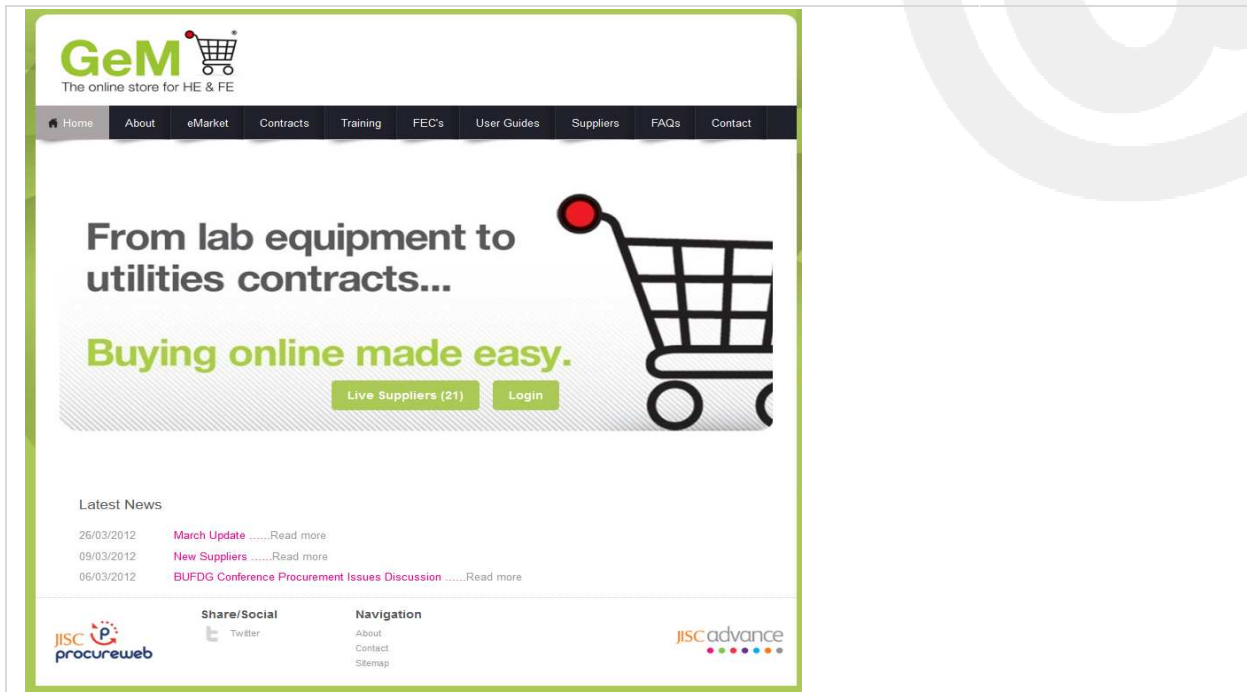 GeM®
The online store for HE & FE
Home About eMarket Contracts Training FEC's User Guides Suppliers FAQs Contact
From lab equipment to
utilities contracts...
Buying online made easy.
Live Suppliers (21) Login
Latest News
26/03/2012 March Update ......Read more
09/03/2012 New Suppliers ......Read more
06/03/2012 BUFDG Conference Procurement Issues Discussion ......Read more
Share/Social Navigation
Twitter About
Contact
Sitemap
JISC P
procureweb
JISC advance